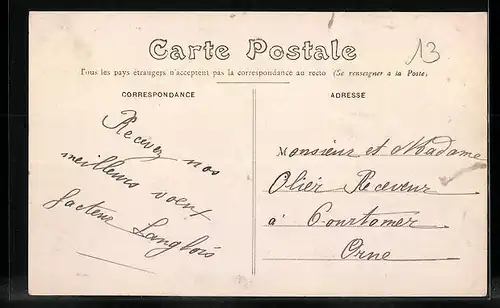 Carte Postale
13
Tous les pays étrangers n'acceptent pas la correspondance au recto (Se renseigner à la Poste)
CORRESPONDANCE
Recevez nos
meilleurs voeux
facteur Langlois
ADRESSE
Monsieur et Madame
Olier Receveur
à Courtomer
Orne